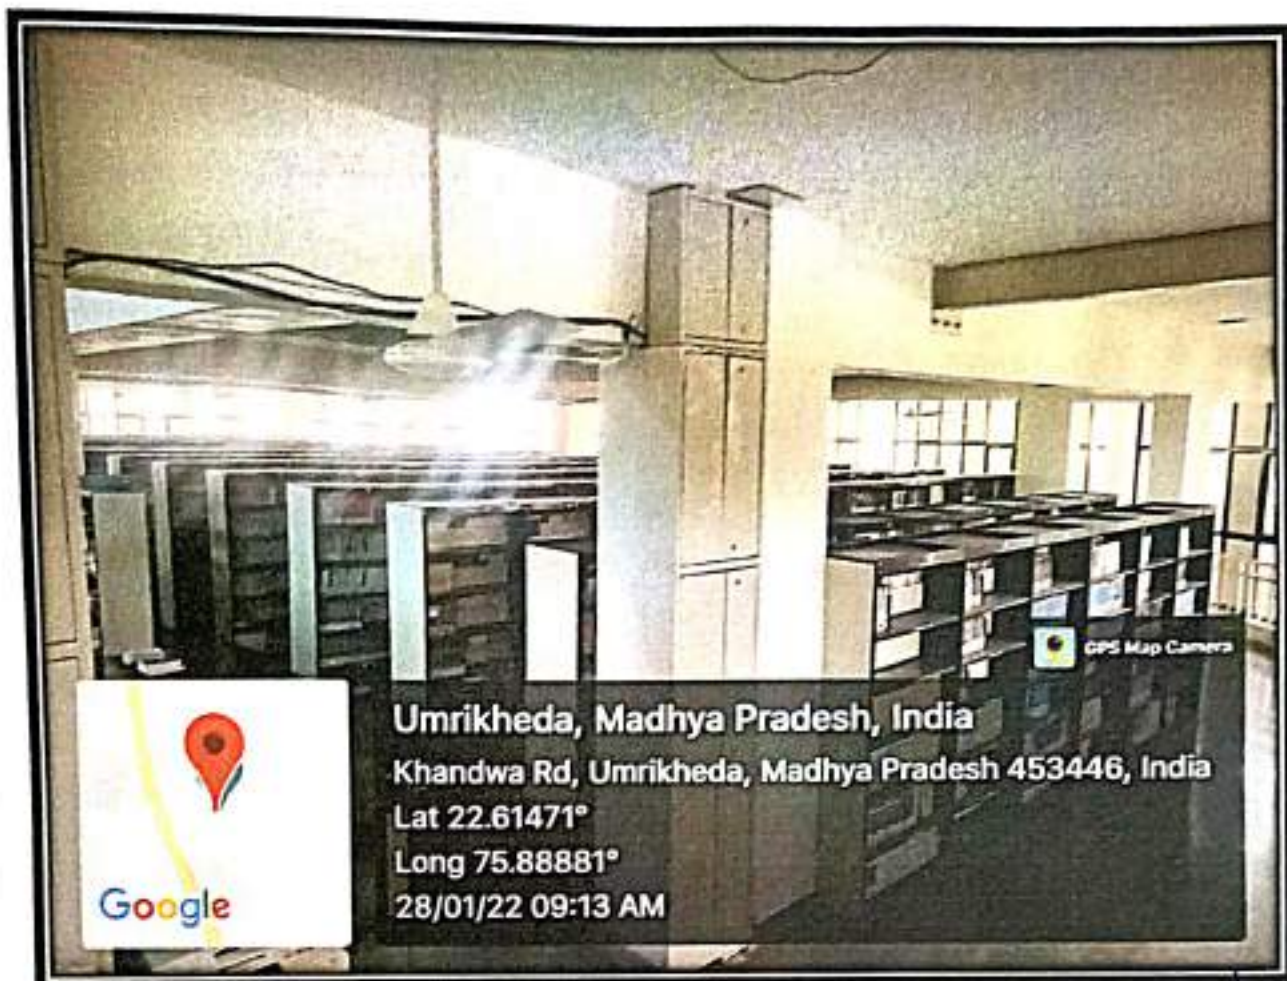 GPS Map Camera
Umrikheda, Madhya Pradesh, India
Khandwa Rd, Umrikheda, Madhya Pradesh 453446, India
Lat 22.61471°
Long 75.88881°
28/01/22 09:13 AM
Google